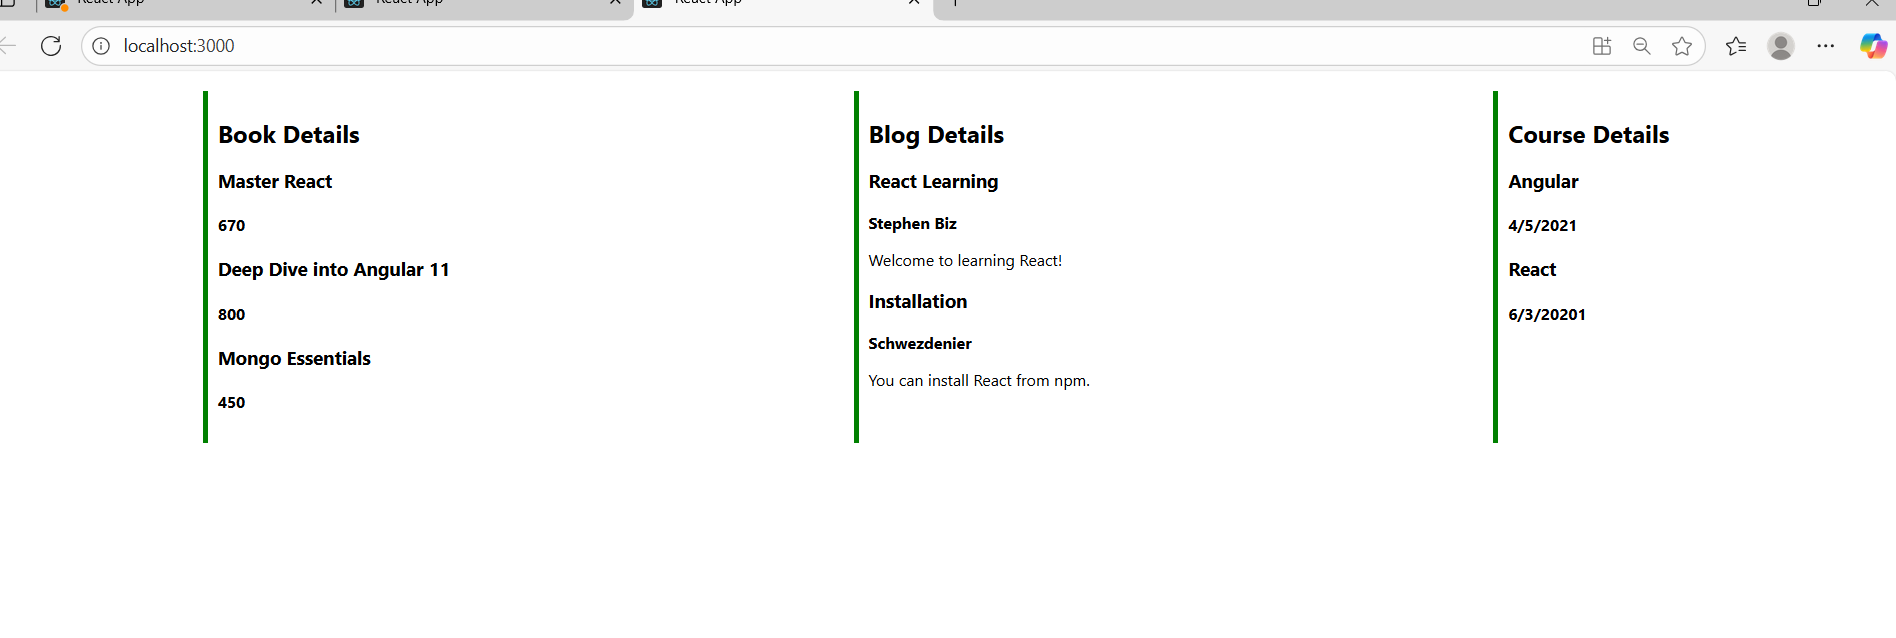 React App
React App
React App
localhost:3000
Book Details
Master React
670
Deep Dive into Angular 11
800
Mongo Essentials
450
Blog Details
React Learning
Stephen Biz
Welcome to learning React!
Installation
Schwezdenier
You can install React from npm.
Course Details
Angular
4/5/2021
React
6/3/20201